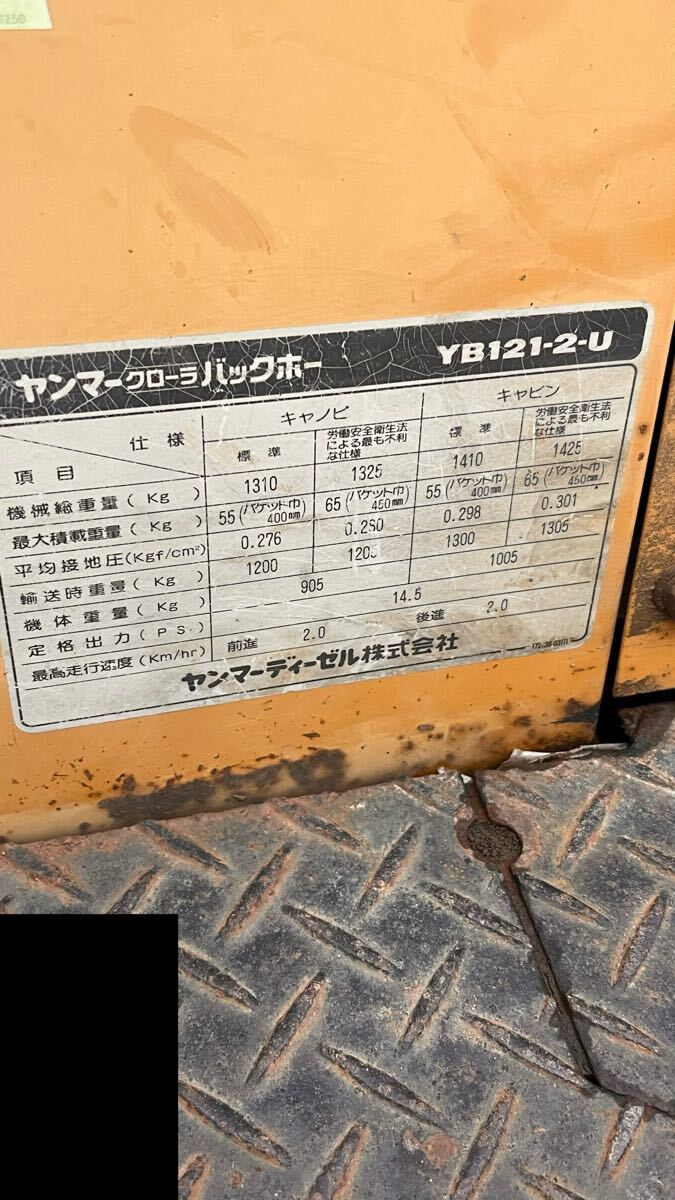 S250
ヤンマークローラバックホー YB121-2-U
仕様 キャノピ キャビン
項目 標準 労働安全衛生法による最も不利な仕様 標準 労働安全衛生法による最も不利な仕様
機械総重量(Kg) 1310 1325 1410 1425
最大積載重量(Kg) 55(バケット巾400mm) 65(バケット巾450mm) 55(バケット巾400mm) 65(バケット巾450mm)
平均接地圧(Kgf/cm²) 0.276 0.280 0.298 0.301
輸送時重量(Kg) 1200 1205 1300 1305
機体重量(Kg) 905 1005
定格出力(PS.) 14.5
最高走行速度(Km/hr) 前進 2.0 後進 2.0
ヤンマーディーゼル株式会社